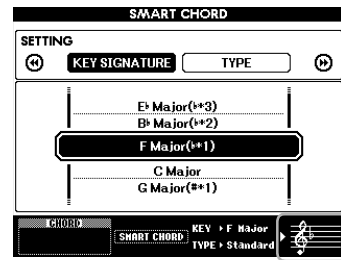 SMART CHORD
SETTING
KEY SIGNATURE TYPE
E♭ Major(♭*3)
B♭ Major(♭*2)
F Major(♭*1)
C Major
G Major(#*1)
CHORD
SMART CHORD
KEY ▸ F Major
TYPE ▸ Standard